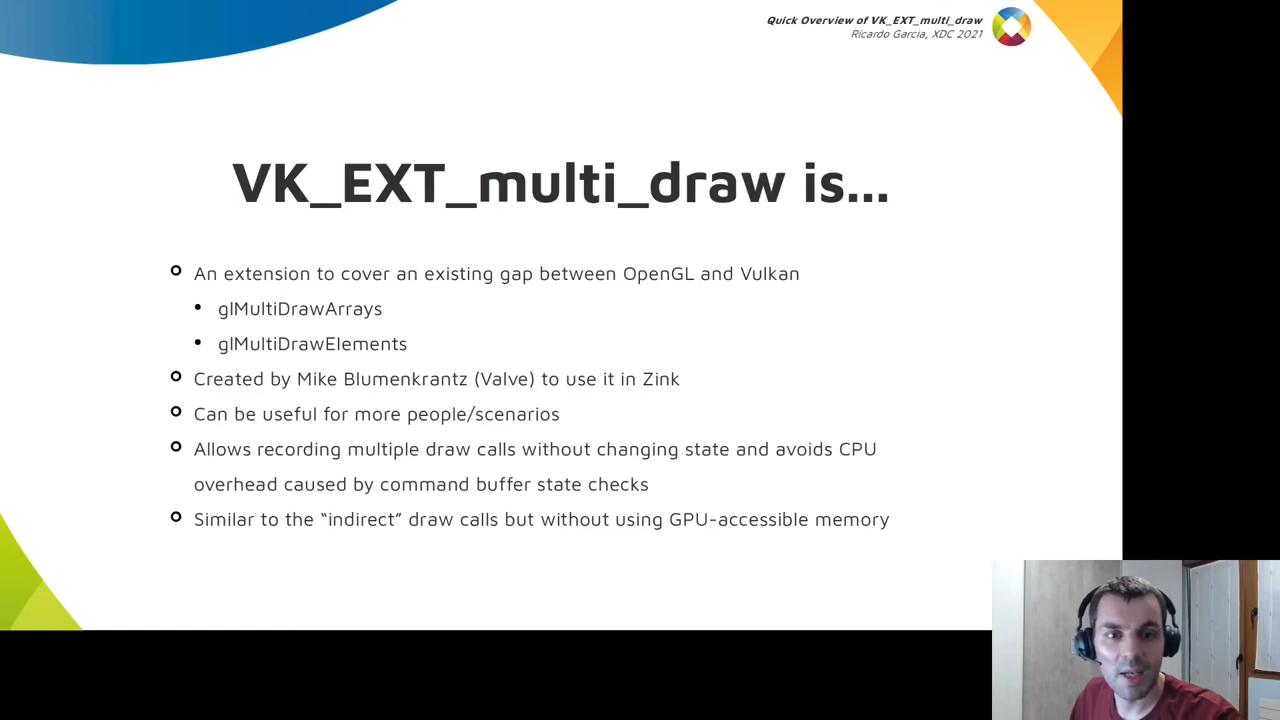 Quick Overview of VK_EXT_multi_draw
Ricardo Garcia, XDC 2021
VK_EXT_multi_draw is...
An extension to cover an existing gap between OpenGL and Vulkan
glMultiDrawArrays
glMultiDrawElements
Created by Mike Blumenkrantz (Valve) to use it in Zink
Can be useful for more people/scenarios
Allows recording multiple draw calls without changing state and avoids CPU
overhead caused by command buffer state checks
Similar to the “indirect” draw calls but without using GPU-accessible memory